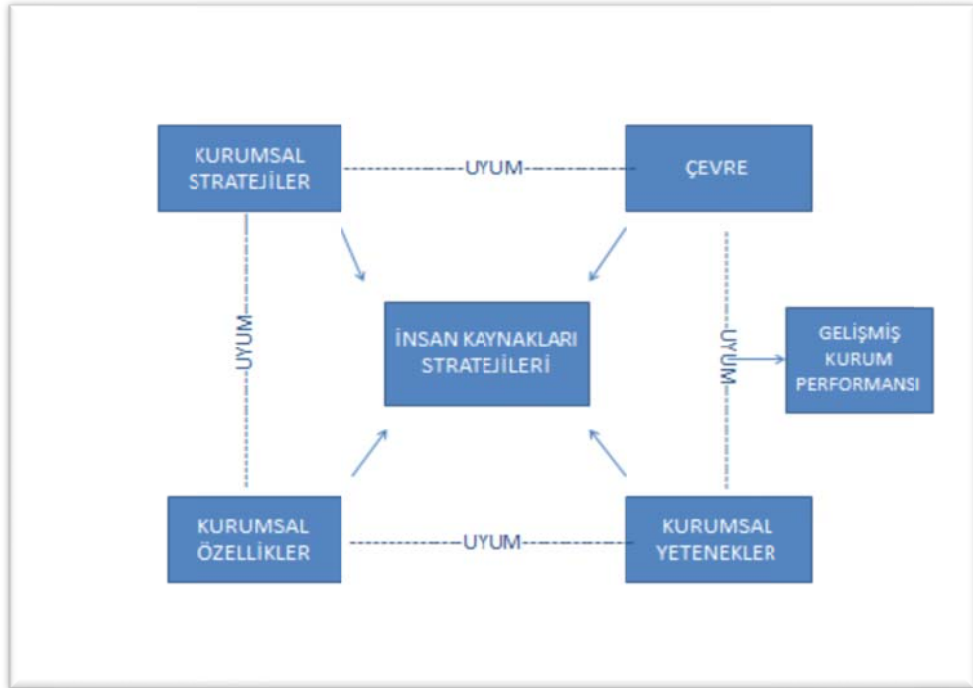 KURUMSAL
STRATEJİLER
UYUM
ÇEVRE
UYUM
İNSAN KAYNAKLARI
STRATEJİLERİ
UYUM
GELİŞMİŞ
KURUM
PERFORMANSI
KURUMSAL
ÖZELLİKLER
UYUM
KURUMSAL
YETENEKLER